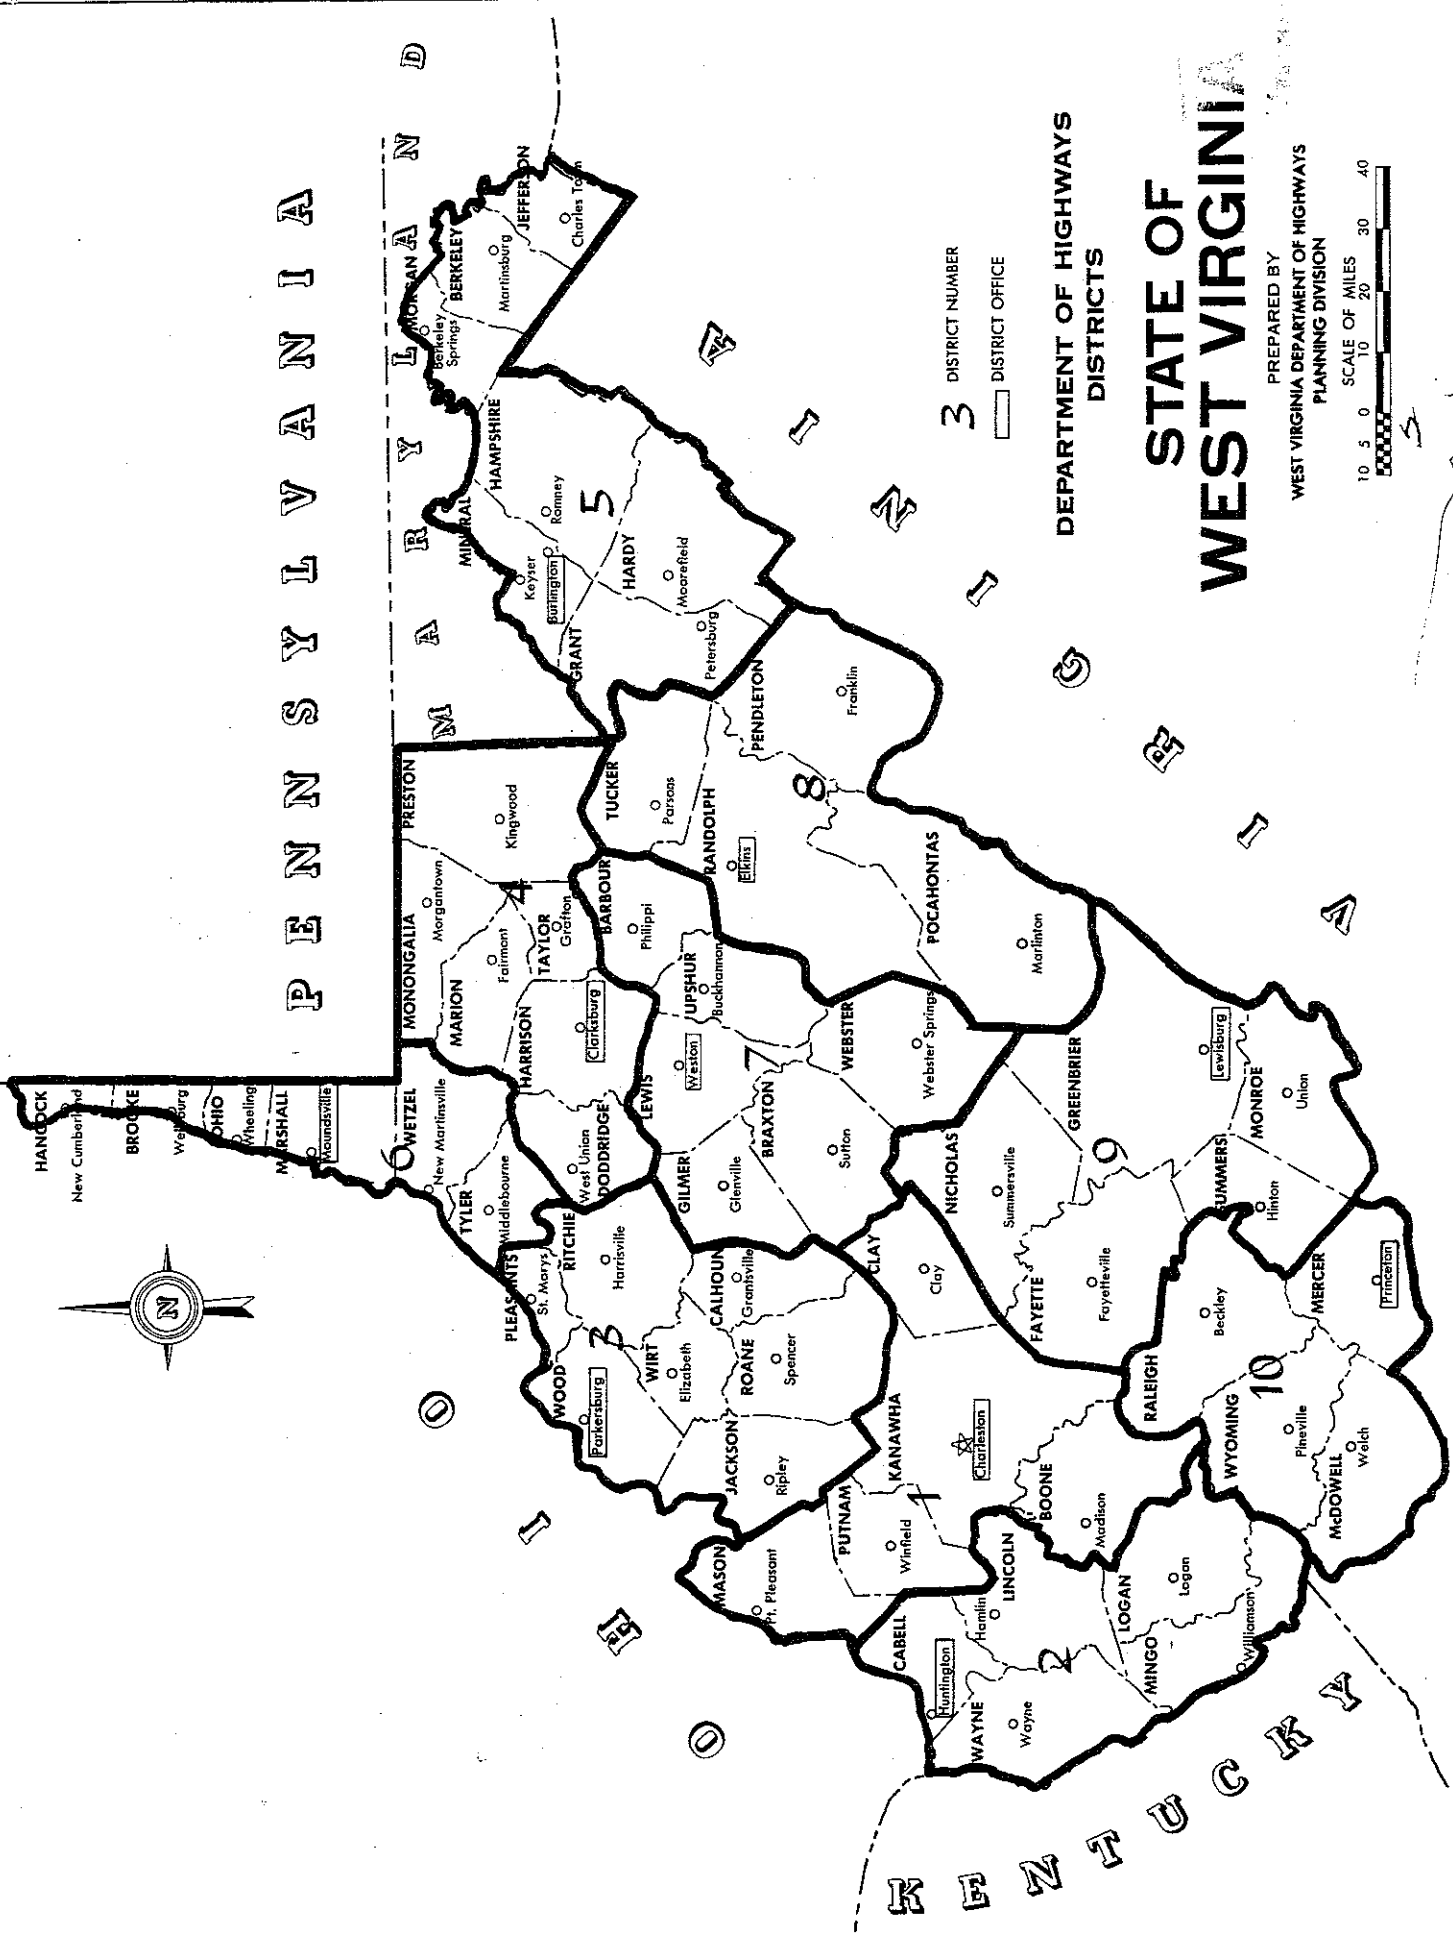 PENNSYLVANIA
MARYLAND
OHIO
KENTUCKY
VIRGINIA
N
HANCOCK
New Cumberland
BROOKE
Wellsburg
OHIO
Wheeling
MARSHALL
Moundsville
6
WETZEL
New Martinsville
TYLER
Middlebourne
PLEASANTS
St. Marys
RITCHIE
Harrisville
WOOD
Parkersburg
3
WIRT
Elizabeth
CALHOUN
Grantsville
ROANE
Spencer
JACKSON
Ripley
MONONGALIA
Morgantown
PRESTON
Kingwood
MARION
Fairmont
4
TAYLOR
Grafton
HARRISON
Clarksburg
DODDRIDGE
West Union
BARBOUR
Philippi
UPSHUR
Buckhannon
LEWIS
Weston
7
GILMER
Glenville
BRAXTON
Sutton
WEBSTER
Webster Springs
TUCKER
Parsons
RANDOLPH
Elkins
8
PENDLETON
Franklin
POCAHONTAS
Marlinton
MORGAN
Berkeley
Springs
BERKELEY
Martinsburg
JEFFERSON
Charles Town
HAMPSHIRE
Romney
5
MINERAL
Keyser
Burlington
HARDY
Moorefield
GRANT
Petersburg
MASON
Pt. Pleasant
PUTNAM
Winfield
1
KANAWHA
Charleston
CLAY
Clay
BOONE
Madison
CABELL
Huntington
LINCOLN
Hamlin
2
WAYNE
Wayne
LOGAN
Logan
MINGO
Williamson
NICHOLAS
Summersville
FAYETTE
Fayetteville
9
GREENBRIER
Lewisburg
SUMMERS
Hinton
MONROE
Union
RALEIGH
Beckley
10
WYOMING
Pineville
McDOWELL
Welch
MERCER
Princeton
3 DISTRICT NUMBER
DISTRICT OFFICE
DEPARTMENT OF HIGHWAYS
DISTRICTS
STATE OF
WEST VIRGINIA
PREPARED BY
WEST VIRGINIA DEPARTMENT OF HIGHWAYS
PLANNING DIVISION
SCALE OF MILES
10 5 0 10 20 30 40
5